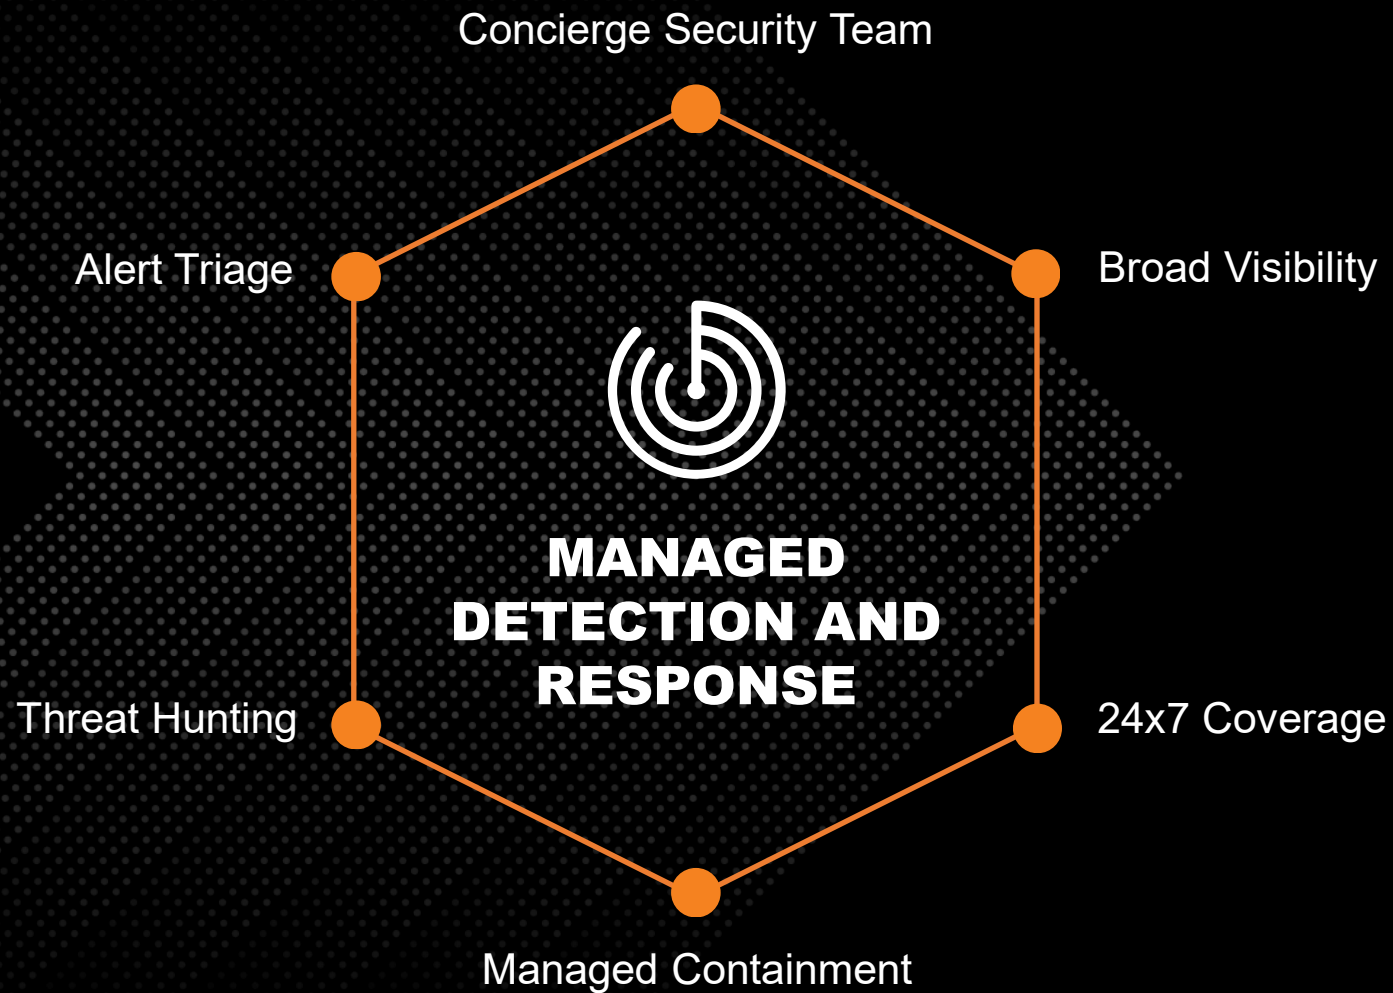 Concierge Security Team
Alert Triage
Broad Visibility
MANAGED
DETECTION AND
RESPONSE
Threat Hunting
24x7 Coverage
Managed Containment